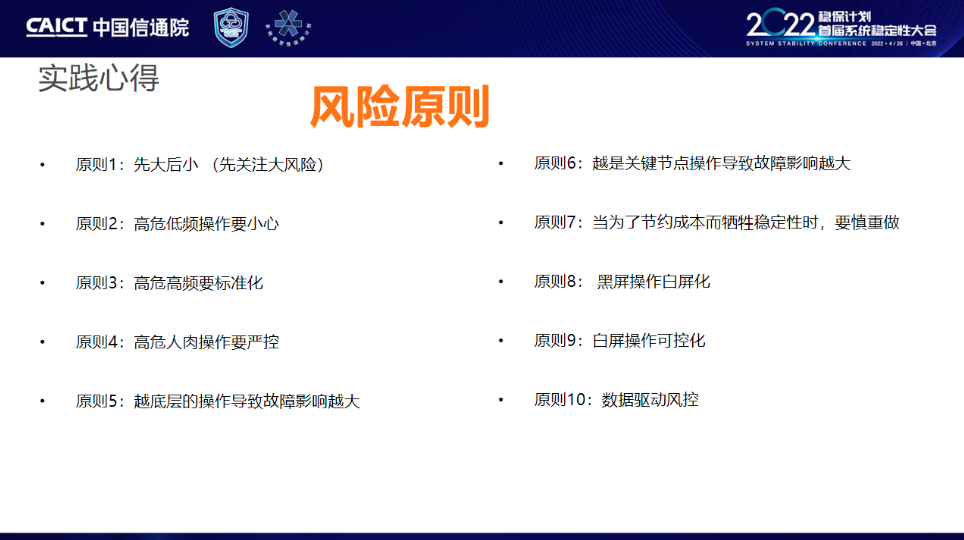 CAICT 中国信通院
2022 稳保计划
首届系统稳定性大会
SYSTEM STABILITY CONFERENCE 2022·4/26 | 中国·北京
实践心得
风险原则
• 原则1：先大后小 （先关注大风险）
• 原则2：高危低频操作要小心
• 原则3：高危高频要标准化
• 原则4：高危人肉操作要严控
• 原则5：越底层的操作导致故障影响越大
• 原则6：越是关键节点操作导致故障影响越大
• 原则7：当为了节约成本而牺牲稳定性时，要慎重做
• 原则8： 黑屏操作白屏化
• 原则9：白屏操作可控化
• 原则10：数据驱动风控